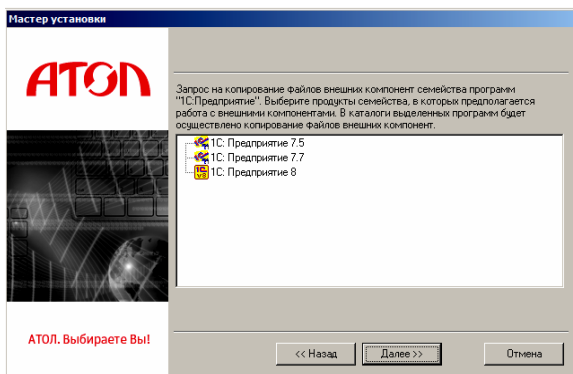 Мастер установки
АТОЛ
Запрос на копирование файлов внешних компонент семейства программ
"1С:Предприятие". Выберите продукты семейства, в которых предполагается
работа с внешними компонентами. В каталоги выделенных программ будет
осуществлено копирование файлов внешних компонент.
1С: Предприятие 7.5
1С: Предприятие 7.7
1С: Предприятие 8
АТОЛ. Выбираете Вы!
<< Назад
Далее >>
Отмена